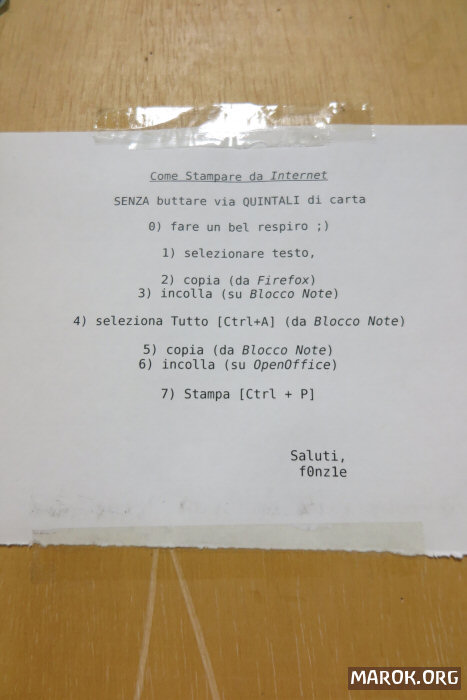 Come Stampare da Internet
SENZA buttare via QUINTALI di carta
0) fare un bel respiro ;)
1) selezionare testo,
2) copia (da Firefox)
3) incolla (su Blocco Note)
4) seleziona Tutto [Ctrl+A] (da Blocco Note)
5) copia (da Blocco Note)
6) incolla (su OpenOffice)
7) Stampa [Ctrl + P]
Saluti,
f0nz1e
MAROK.ORG